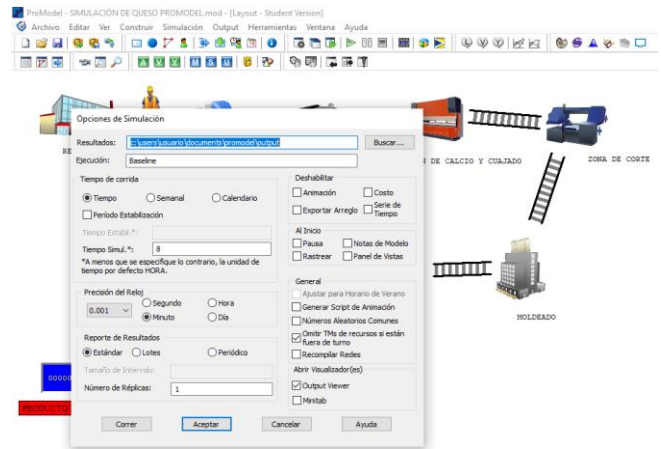 ProModel - SIMULACIÓN DE QUESO PROMODEL.mod - [Layout - Student Version]
Archivo Editar Ver Construir Simulación Output Herramientas Ventana Ayuda
Opciones de Simulación
Resultados: c:\users\usuario\documents\promodel\output Buscar...
Ejecución: Baseline
Tiempo de corrida
Tiempo Semanal Calendario
Período Estabilización
Tiempo Estabil.*:
Tiempo Simul.*: 8
*A menos que se especifique lo contrario, la unidad de
tiempo por defecto HORA.
Precisión del Reloj
0.001 Segundo Hora
Minuto Día
Reporte de Resultados
Estándar Lotes Periódico
Tamaño de Intervalo:
Número de Réplicas: 1
Deshabilitar
Animación Costo
Exportar Arreglo Serie de
Tiempo
Al Inicio
Pausa Notas de Modelo
Rastrear Panel de Vistas
General
Ajustar para Horario de Verano
Generar Script de Animación
Números Aleatorios Comunes
Omitir TMs de recursos si están
fuera de turno
Recompilar Redes
Abrir Visualizador(es)
Output Viewer
Minitab
Correr Aceptar Cancelar Ayuda
RE
DE CALCIO Y CUAJADO
ZONA DE CORTE
MOLDEADO
00000
PRODUCTO